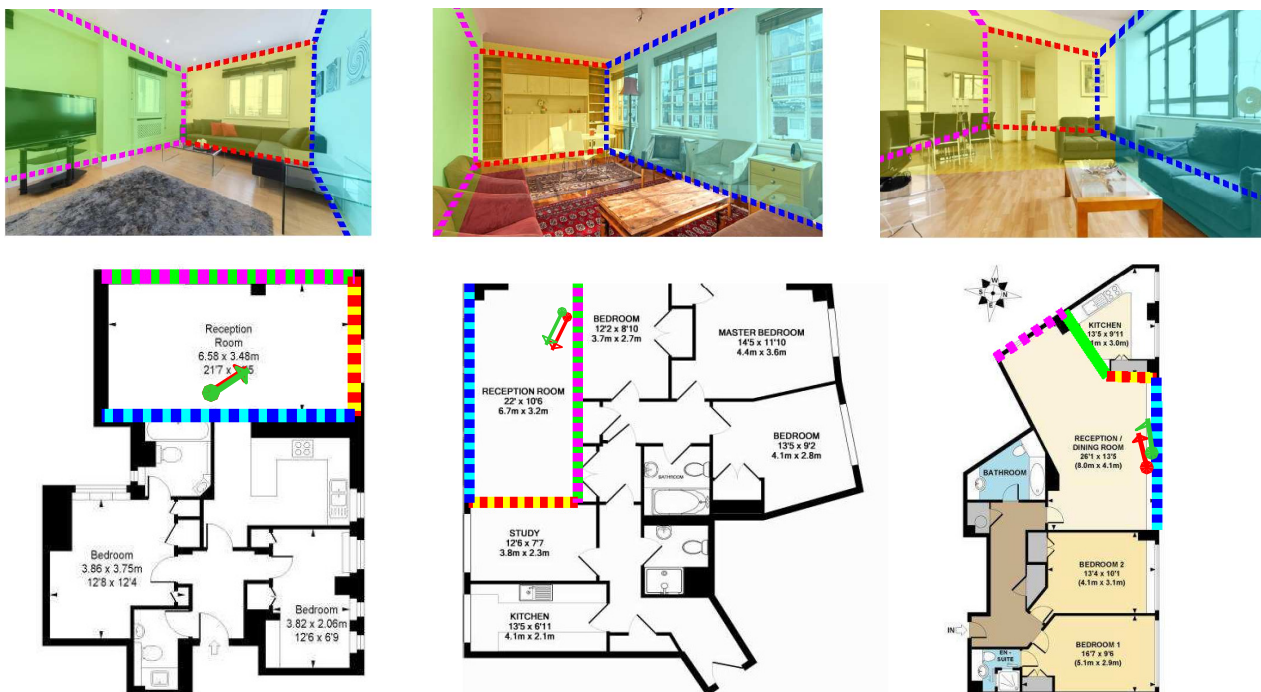 Reception
Room
6.58 x 3.48m
21'7 x
Bedroom
3.86 x 3.75m
12'8 x 12'4
Bedroom
3.82 x 2.06m
12'6 x 6'9
BEDROOM
12'2 x 8'10
3.7m x 2.7m
MASTER BEDROOM
14'5 x 11'10
4.4m x 3.6m
RECEPTION ROOM
22' x 10'6
6.7m x 3.2m
BEDROOM
13'5 x 9'2
4.1m x 2.8m
BATHROOM
STUDY
12'6 x 7'7
3.8m x 2.3m
KITCHEN
13'5 x 6'11
4.1m x 2.1m
S
W
E
N
KITCHEN
13'5 x 9'11
1m x 3.0m)
RECEPTION /
DINING ROOM
26'1 x 13'5
(8.0m x 4.1m)
BATHROOM
BEDROOM 2
13'4 x 10'1
(4.1m x 3.1m)
IN
EN -
SUITE
BEDROOM 1
16'7 x 9'6
(5.1m x 2.9m)